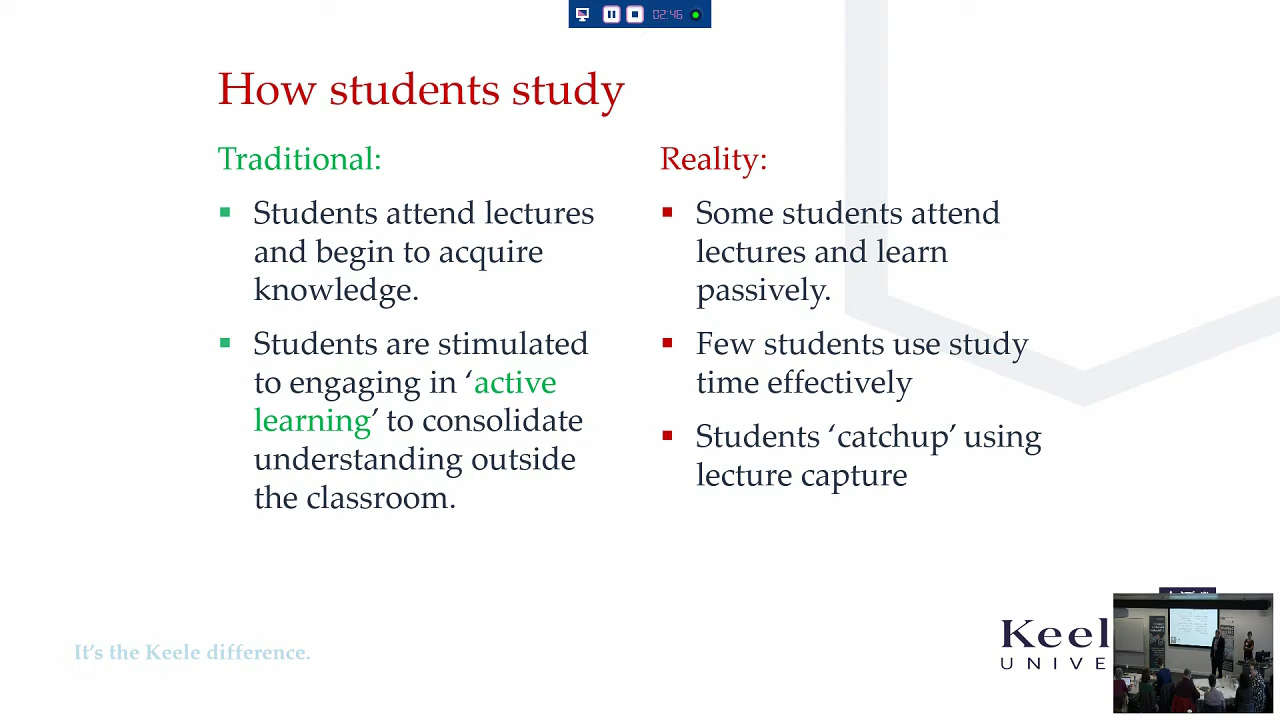 02:46
How students study
Traditional:
Students attend lectures
and begin to acquire
knowledge.
Students are stimulated
to engaging in ‘active
learning’ to consolidate
understanding outside
the classroom.
Reality:
Some students attend
lectures and learn
passively.
Few students use study
time effectively
Students ‘catchup’ using
lecture capture
It’s the Keele difference.
Keel
UNIVE